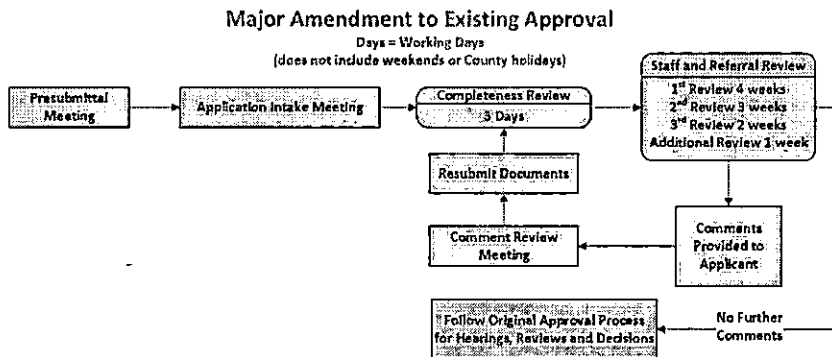 Major Amendment to Existing Approval
Days = Working Days
(does not include weekends or County holidays)
Presubmittal
Meeting
Application Intake Meeting
Completeness Review
3 Days
Staff and Referral Review
1st Review 4 weeks
2nd Review 3 weeks
3rd Review 2 weeks
Additional Review 1 week
Resubmit Documents
Comment Review
Meeting
Comments
Provided to
Applicant
Follow Original Approval Process
for Hearings, Reviews and Decisions
No Further
Comments